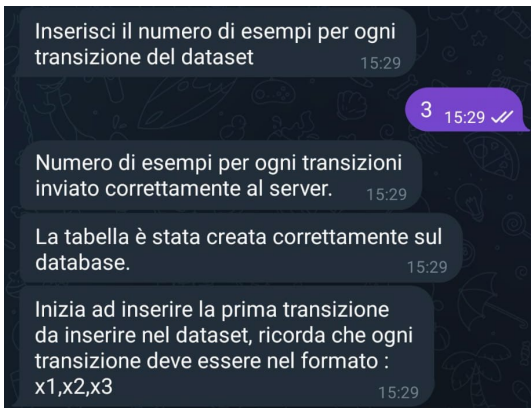 Inserisci il numero di esempi per ogni
transizione del dataset 15:29
3 15:29
Numero di esempi per ogni transizioni
inviato correttamente al server. 15:29
La tabella è stata creata correttamente sul
database. 15:29
Inizia ad inserire la prima transizione
da inserire nel dataset, ricorda che ogni
transizione deve essere nel formato :
x1,x2,x3 15:29